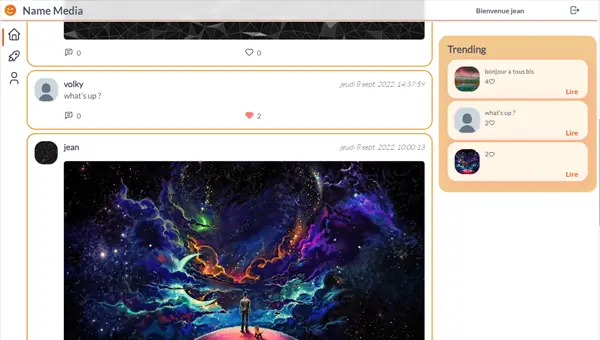 Name Media
Bienvenue jean
0
0
volky
jeudi 8 sept. 2022, 14:37:59
what's up ?
0
2
jean
jeudi 8 sept. 2022, 10:00:13
Trending
bonjour a tous bis
4
Lire
what's up ?
2
Lire
2
Lire